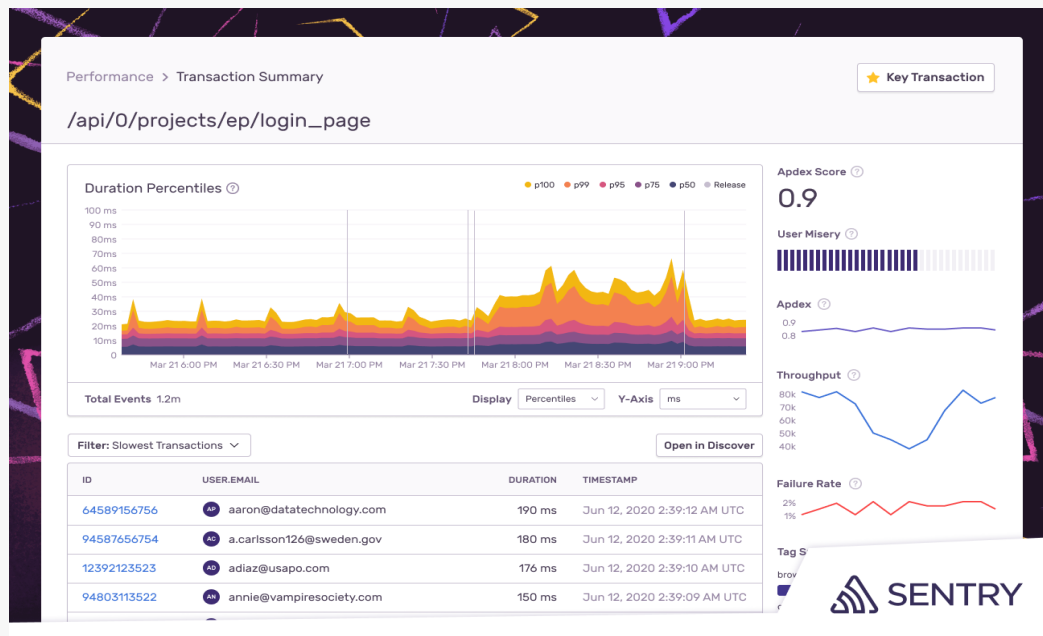 Performance > Transaction Summary
Key Transaction
/api/0/projects/ep/login_page
Duration Percentiles
p100 p99 p95 p75 p50 Release
100 ms
90 ms
80ms
70ms
60ms
50ms
40ms
30ms
20ms
10ms
0
Mar 21 6:00 PM Mar 21 6:30 PM Mar 21 7:00 PM Mar 21 7:30 PM Mar 21 8:00 PM Mar 21 8:30 PM Mar 21 9:00 PM
Total Events 1.2m
Display Percentiles Y-Axis ms
Filter: Slowest Transactions
Open in Discover
ID USER.EMAIL DURATION TIMESTAMP
64589156756 AP aaron@datatechnology.com 190 ms Jun 12, 2020 2:39:12 AM UTC
94587656754 AC a.carlsson126@sweden.gov 180 ms Jun 12, 2020 2:39:11 AM UTC
12392123523 AD adiaz@usapo.com 176 ms Jun 12, 2020 2:39:10 AM UTC
94803113522 AN annie@vampiresociety.com 150 ms Jun 12, 2020 2:39:09 AM UTC
Apdex Score ?
0.9
User Misery ?
Apdex ?
0.9
0.8
Throughput ?
80k
70k
60k
50k
40k
Failure Rate ?
2%
1%
Tag S
brow
SENTRY